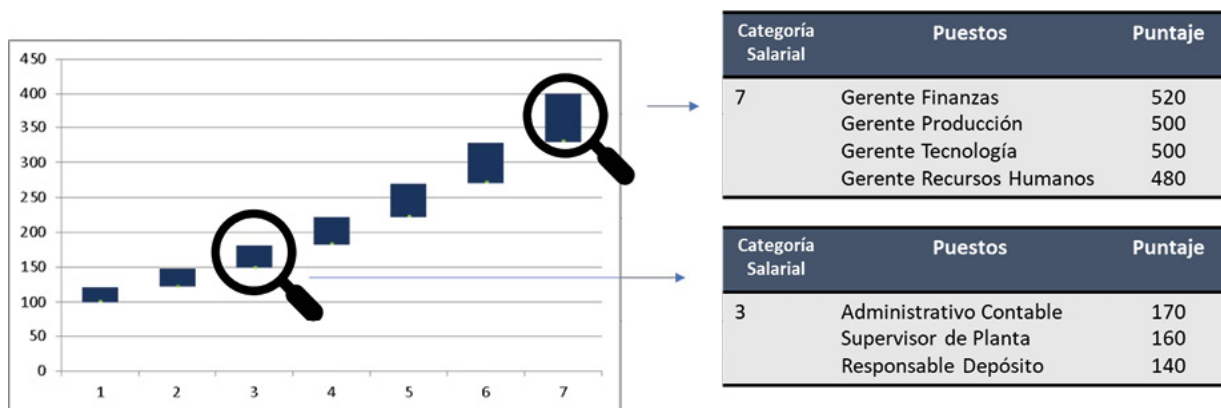 450
400
350
300
250
200
150
100
50
0
1 2 3 4 5 6 7
Categoría Salarial Puestos Puntaje
7 Gerente Finanzas 520
Gerente Producción 500
Gerente Tecnología 500
Gerente Recursos Humanos 480
Categoría Salarial Puestos Puntaje
3 Administrativo Contable 170
Supervisor de Planta 160
Responsable Depósito 140